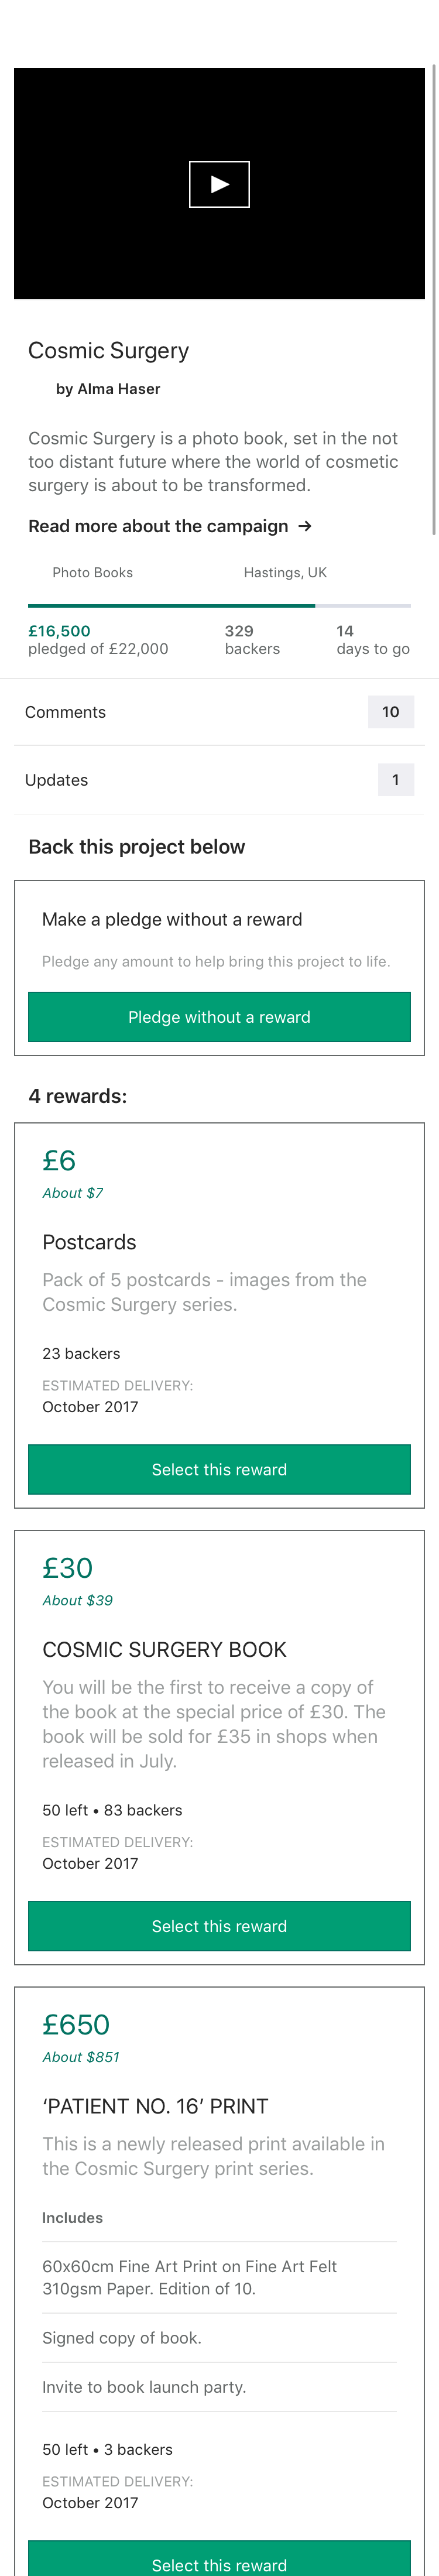 Cosmic Surgery
by Alma Haser
Cosmic Surgery is a photo book, set in the not
too distant future where the world of cosmetic
surgery is about to be transformed.
Read more about the campaign →
Photo Books Hastings, UK
£16,500 329 14
pledged of £22,000 backers days to go
Comments 10
Updates 1
Back this project below
Make a pledge without a reward
Pledge any amount to help bring this project to life.
Pledge without a reward
4 rewards:
£6
About $7
Postcards
Pack of 5 postcards - images from the
Cosmic Surgery series.
23 backers
ESTIMATED DELIVERY:
October 2017
Select this reward
£30
About $39
COSMIC SURGERY BOOK
You will be the first to receive a copy of
the book at the special price of £30. The
book will be sold for £35 in shops when
released in July.
50 left • 83 backers
ESTIMATED DELIVERY:
October 2017
Select this reward
£650
About $851
‘PATIENT NO. 16’ PRINT
This is a newly released print available in
the Cosmic Surgery print series.
Includes
60x60cm Fine Art Print on Fine Art Felt
310gsm Paper. Edition of 10.
Signed copy of book.
Invite to book launch party.
50 left • 3 backers
ESTIMATED DELIVERY:
October 2017
Select this reward